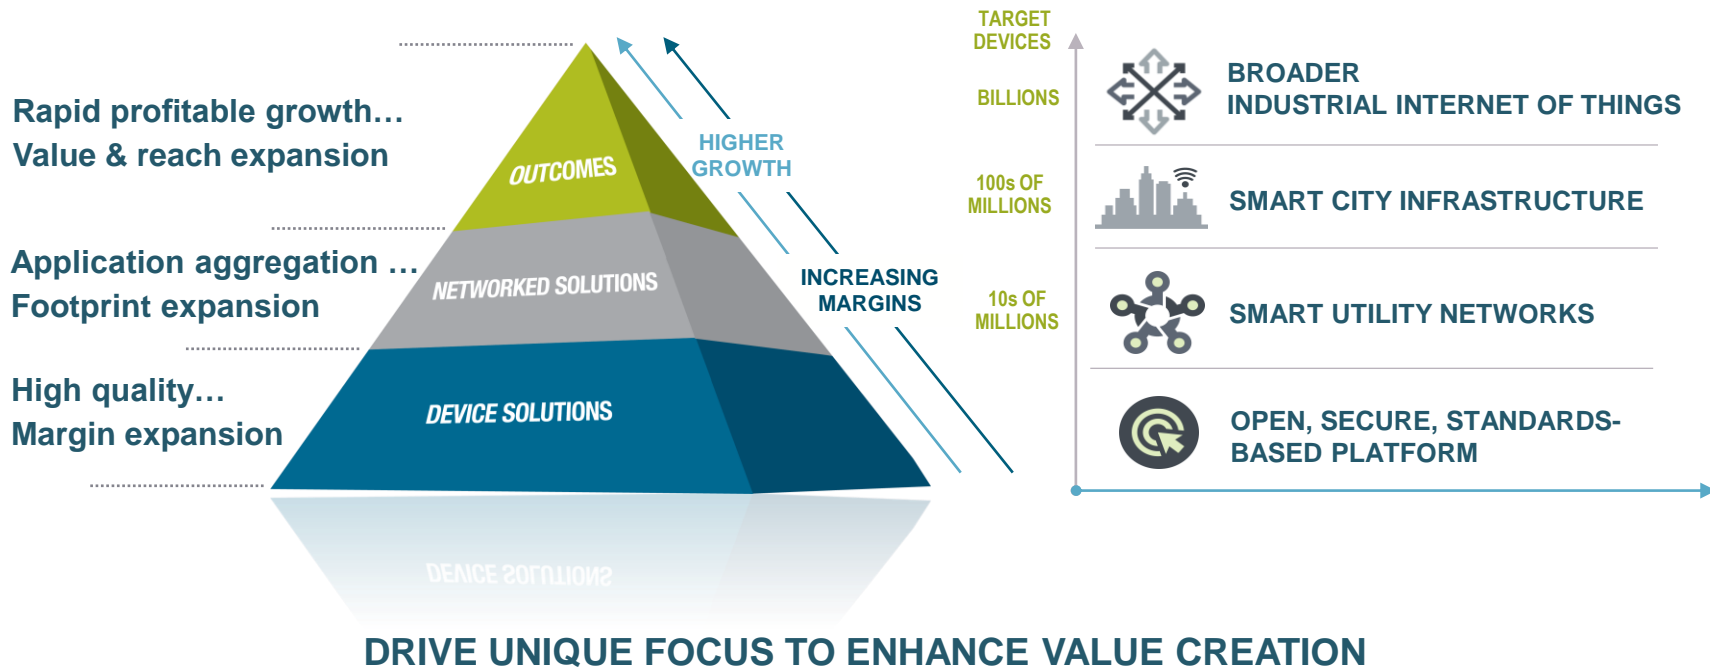 Rapid profitable growth…
Value & reach expansion
Application aggregation …
Footprint expansion
High quality…
Margin expansion
OUTCOMES
NETWORKED SOLUTIONS
DEVICE SOLUTIONS
DEVICE SOLUTIONS
HIGHER
GROWTH
INCREASING
MARGINS
TARGET
DEVICES
BILLIONS
BROADER
INDUSTRIAL INTERNET OF THINGS
100s OF
MILLIONS
SMART CITY INFRASTRUCTURE
10s OF
MILLIONS
SMART UTILITY NETWORKS
OPEN, SECURE, STANDARDS-
BASED PLATFORM
DRIVE UNIQUE FOCUS TO ENHANCE VALUE CREATION